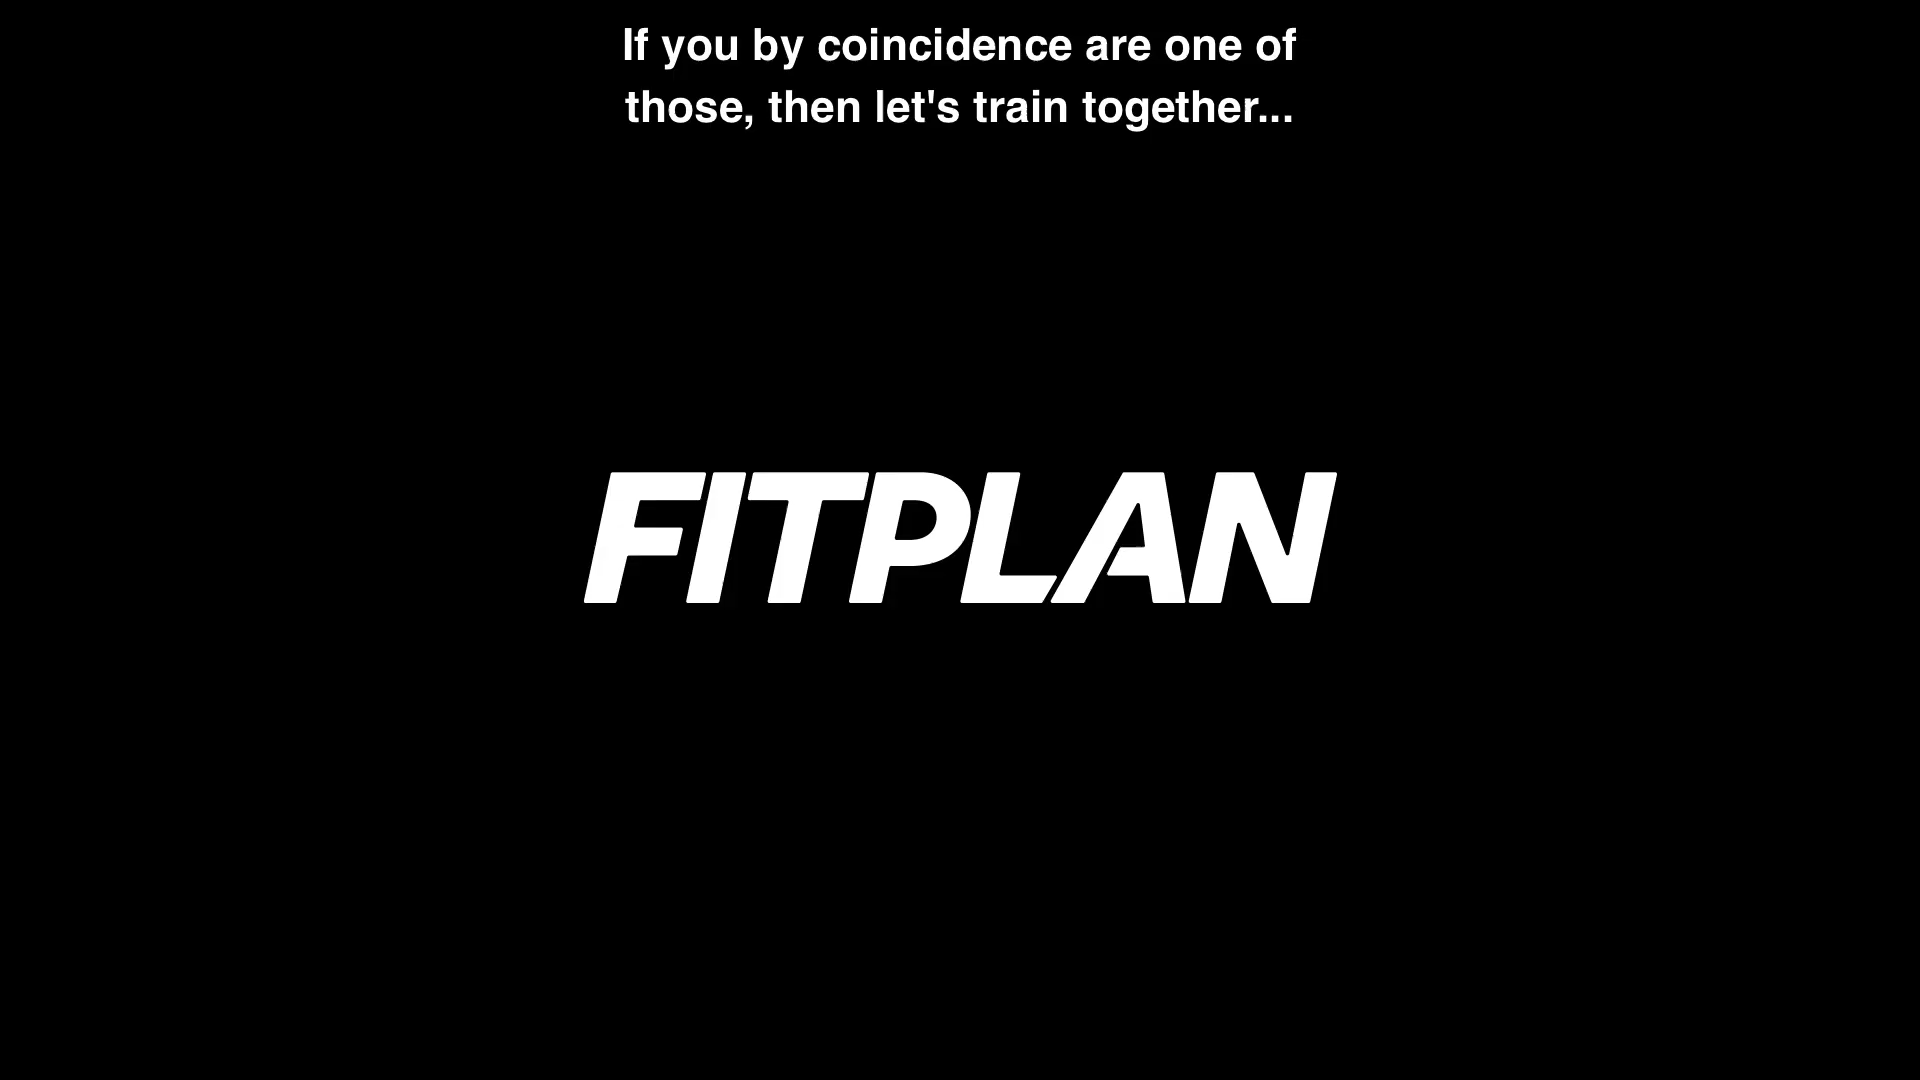 If you by coincidence are one of
those, then let's train together...
FITPLAN